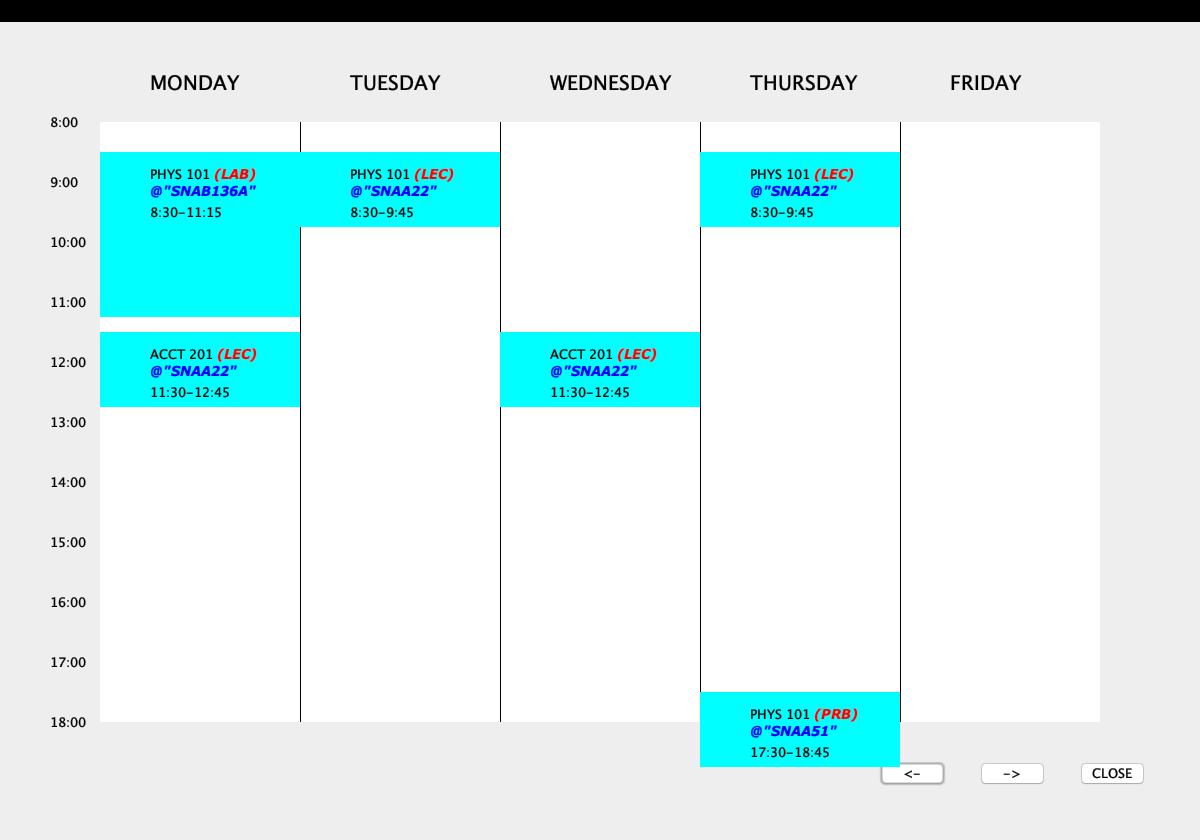 MONDAY TUESDAY WEDNESDAY THURSDAY FRIDAY
8:00
PHYS 101 (LAB) PHYS 101 (LEC) PHYS 101 (LEC)
9:00 @"SNAB136A" @"SNAA22" @"SNAA22"
8:30-11:15 8:30-9:45 8:30-9:45
10:00
11:00
ACCT 201 (LEC) ACCT 201 (LEC)
12:00 @"SNAA22" @"SNAA22"
11:30-12:45 11:30-12:45
13:00
14:00
15:00
16:00
17:00
PHYS 101 (PRB)
18:00 @"SNAA51"
17:30-18:45
<- -> CLOSE